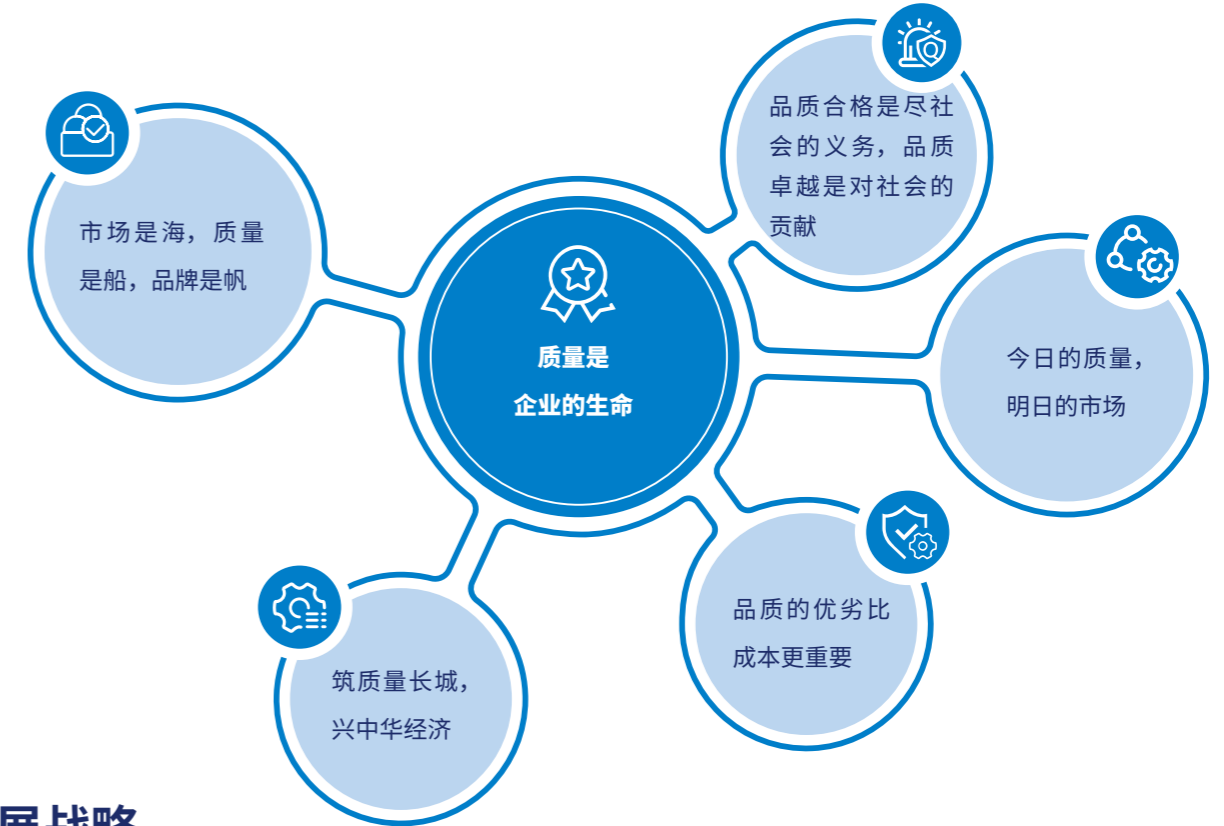 品质合格是尽社
会的义务，品质
卓越是对社会的
贡献
市场是海，质量
是船，品牌是帆
质量是
企业的生命
今日的质量，
明日的市场
品质的优劣比
成本更重要
筑质量长城，
兴中华经济
展战略